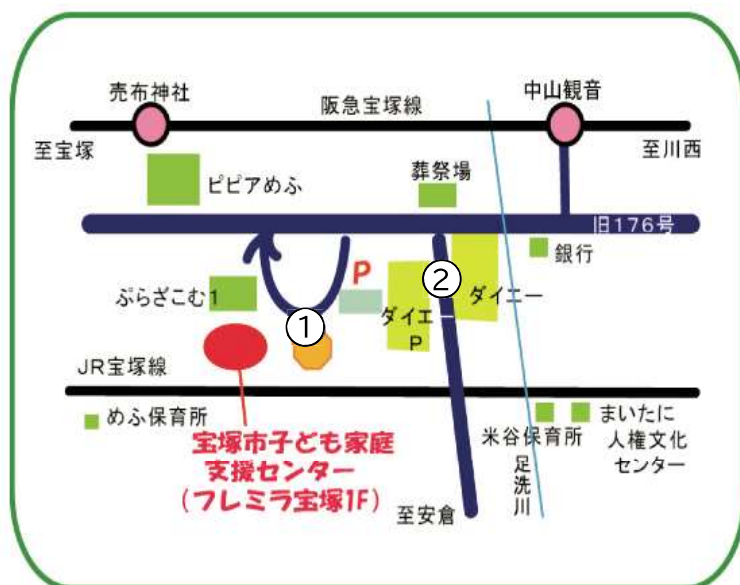 売布神社
阪急宝塚線
中山観音
至宝塚
至川西
ピピアめふ
葬祭場
旧176号
銀行
P
②
ダイエー
ぷらざこむ1
①
ダイエー
P
JR宝塚線
めふ保育所
米谷保育所
まいたに
人権文化
センター
宝塚市子ども家庭
支援センター
(フレミラ宝塚1F)
足洗川
至安倉